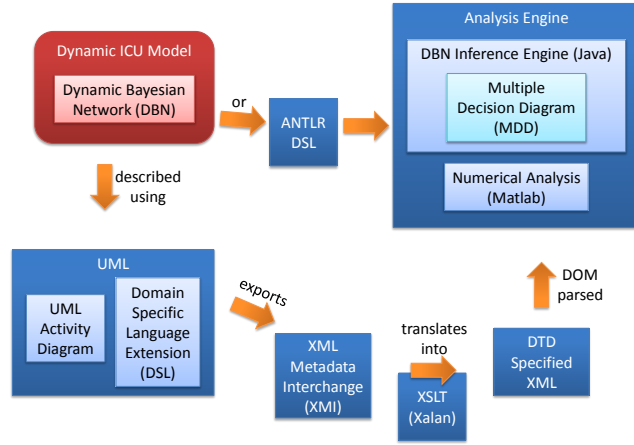 Dynamic ICU Model
Dynamic Bayesian
Network (DBN)
or
ANTLR
DSL
Analysis Engine
DBN Inference Engine (Java)
Multiple
Decision Diagram
(MDD)
Numerical Analysis
(Matlab)
described
using
UML
UML
Activity
Diagram
Domain
Specific
Language
Extension
(DSL)
exports
XML
Metadata
Interchange
(XMI)
translates
into
XSLT
(Xalan)
DTD
Specified
XML
DOM
parsed